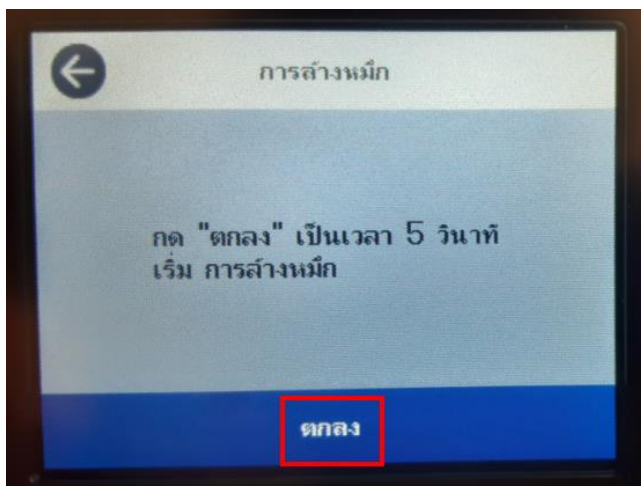 การล้างหมึก
กด "ตกลง" เป็นเวลา 5 วินาที
เริ่ม การล้างหมึก
ตกลง